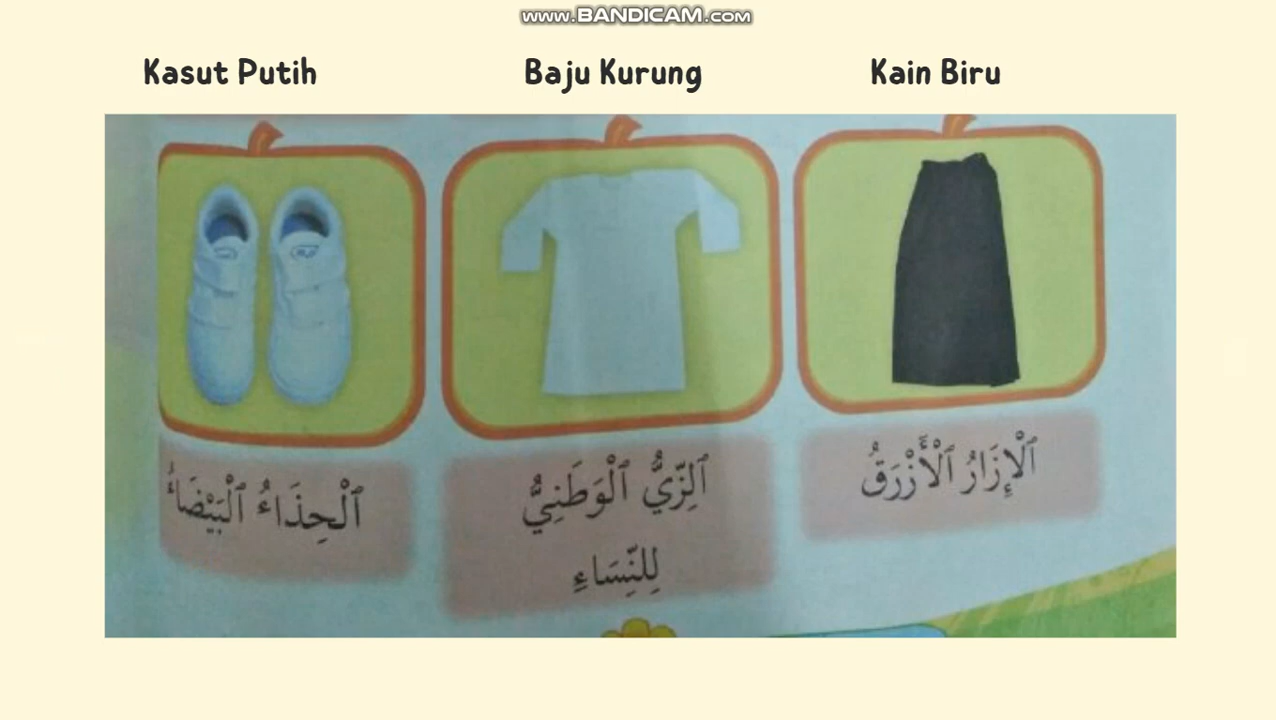 www.BANDICAM.com
Kasut Putih
Baju Kurung
Kain Biru
ٱلْحِذَاءُ ٱلْبَيْضَاءُ
ٱلزِّيُّ ٱلْوَطَنِيُّ
لِلنِّسَاءِ
ٱلْإِزَارُ ٱلْأَزْرَقُ